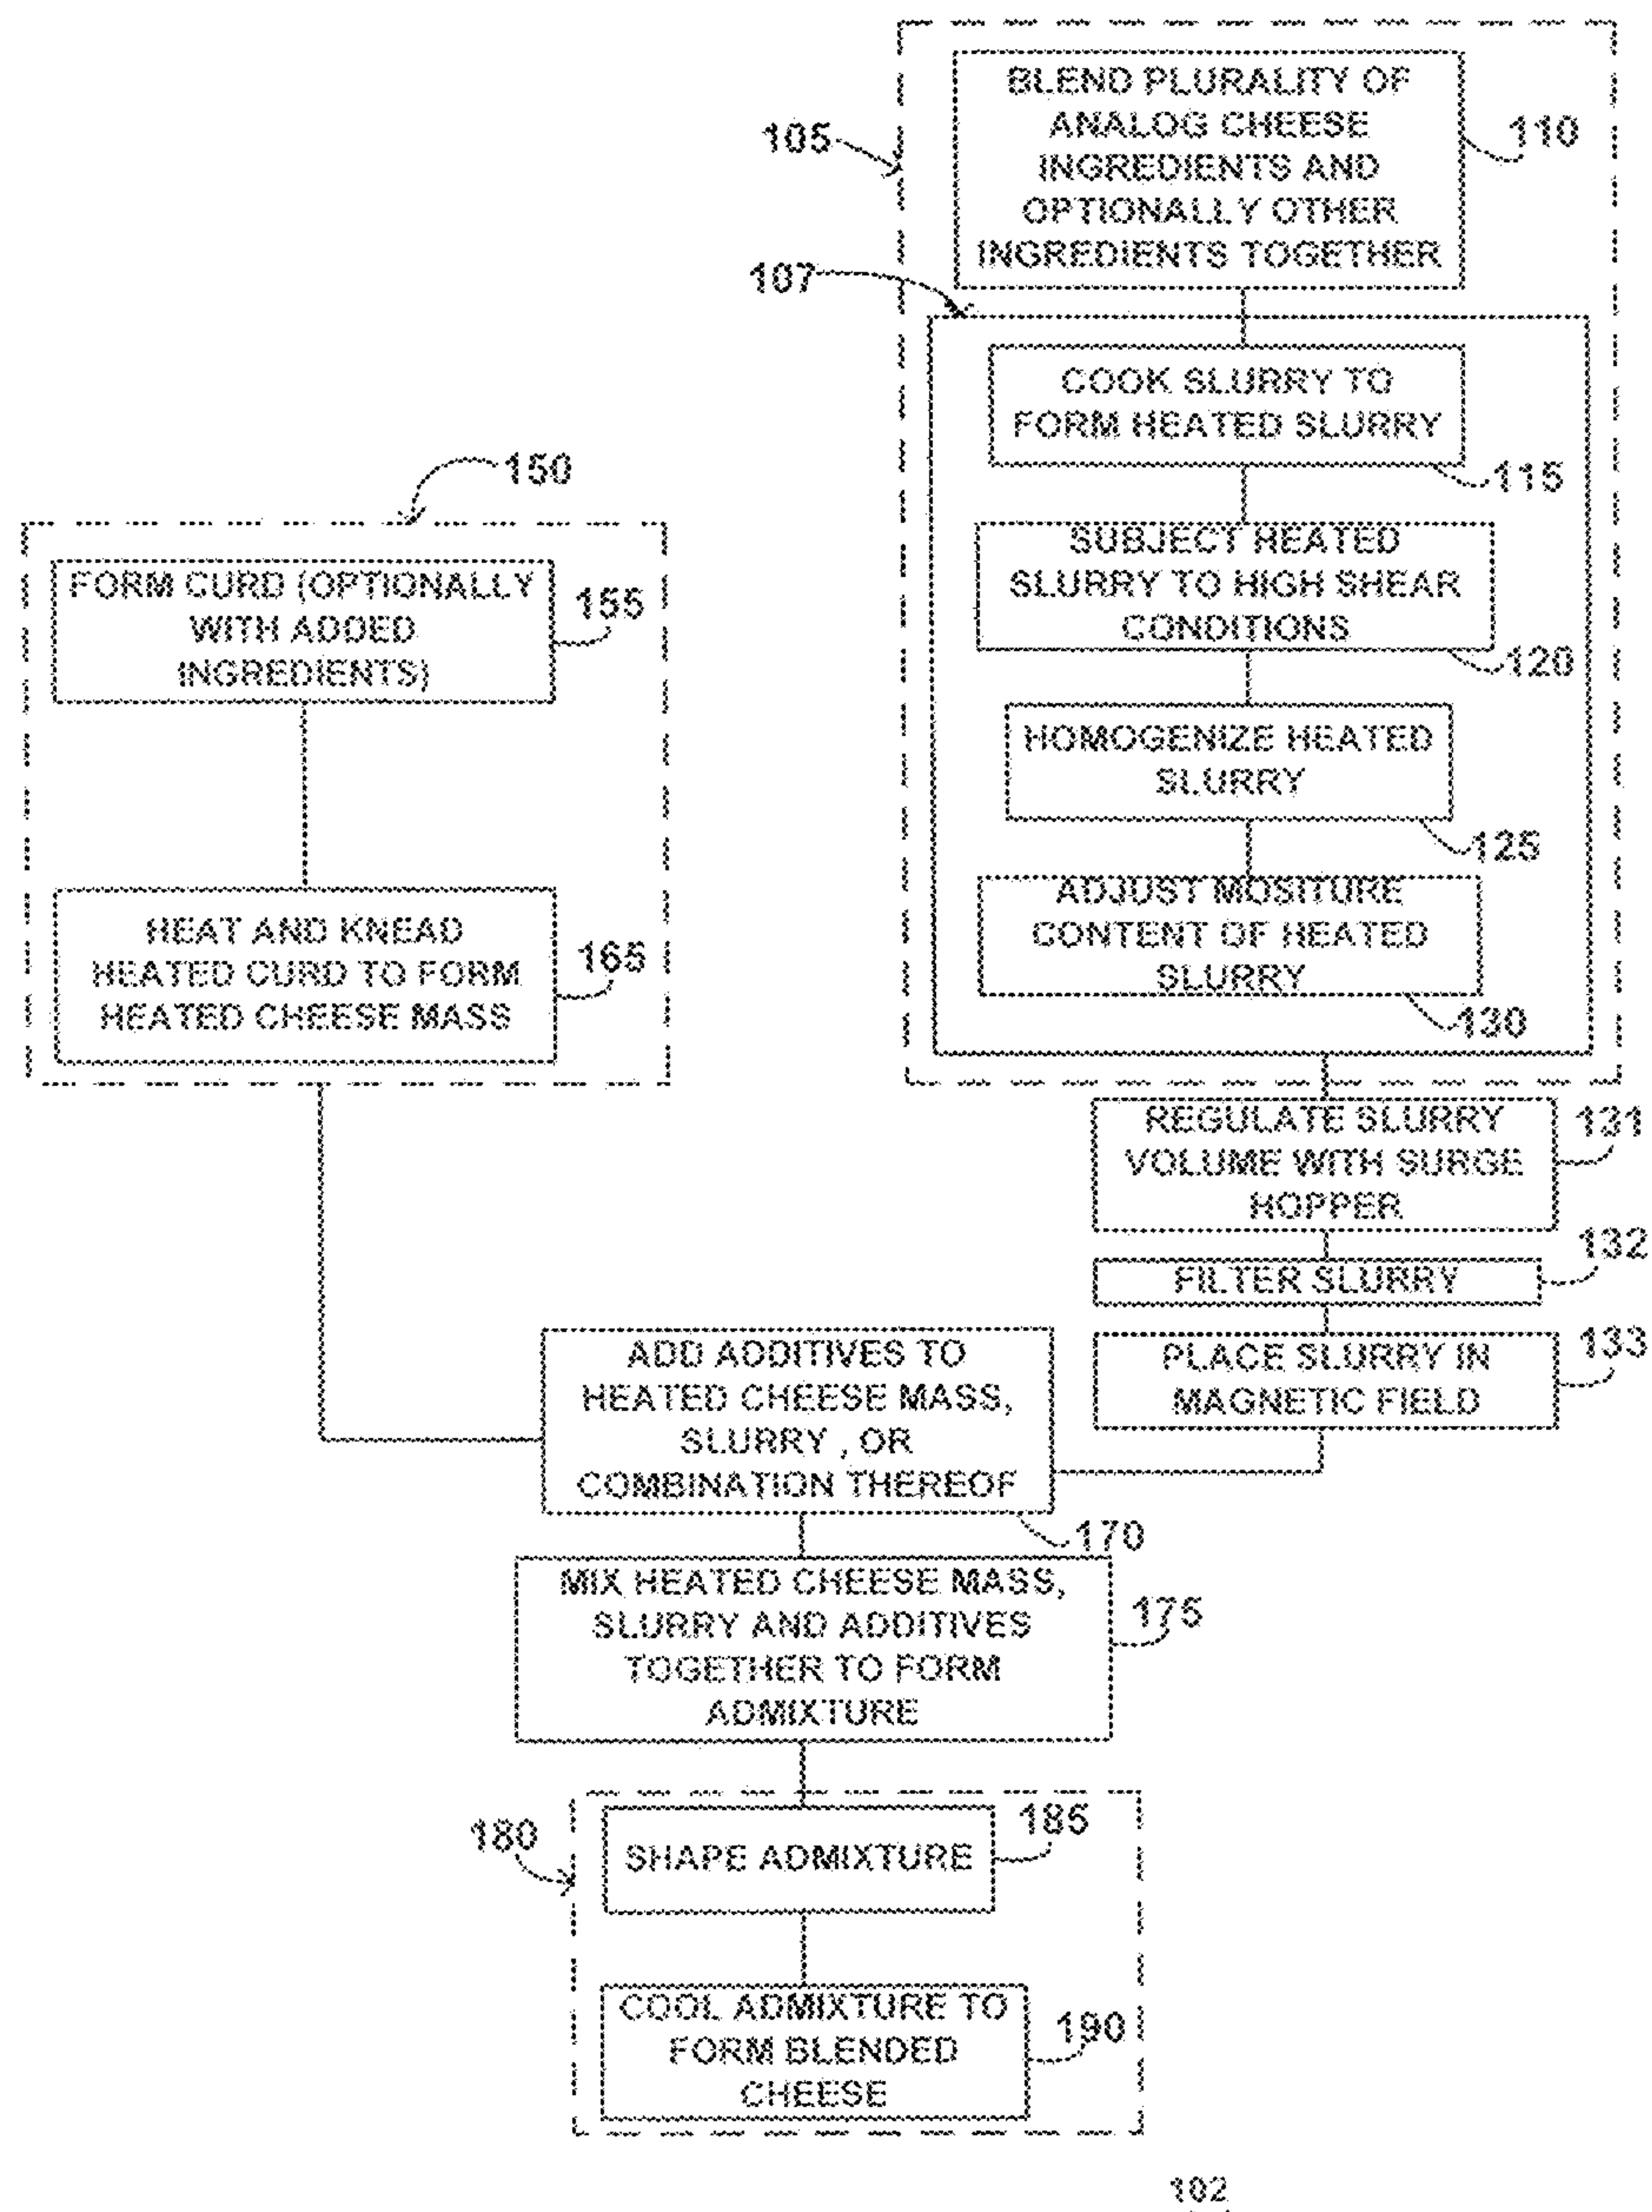 105
BLEND PLURALITY OF
ANALOG CHEESE
INGREDIENTS AND
OPTIONALLY OTHER
INGREDIENTS TOGETHER
110
107
COOK SLURRY TO
FORM HEATED SLURRY
115
SUBJECT HEATED
SLURRY TO HIGH SHEAR
CONDITIONS
120
HOMOGENIZE HEATED
SLURRY
125
ADJUST MOSITURE
CONTENT OF HEATED
SLURRY
130
150
FORM CURD (OPTIONALLY
WITH ADDED
INGREDIENTS)
155
HEAT AND KNEAD
HEATED CURD TO FORM
HEATED CHEESE MASS
165
REGULATE SLURRY
VOLUME WITH SURGE
HOPPER
131
FILTER SLURRY
132
PLACE SLURRY IN
MAGNETIC FIELD
133
ADD ADDITIVES TO
HEATED CHEESE MASS,
SLURRY , OR
COMBINATION THEREOF
170
MIX HEATED CHEESE MASS,
SLURRY AND ADDITIVES
TOGETHER TO FORM
ADMIXTURE
175
180
SHAPE ADMIXTURE
185
COOL ADMIXTURE TO
FORM BLENDED
CHEESE
190
102